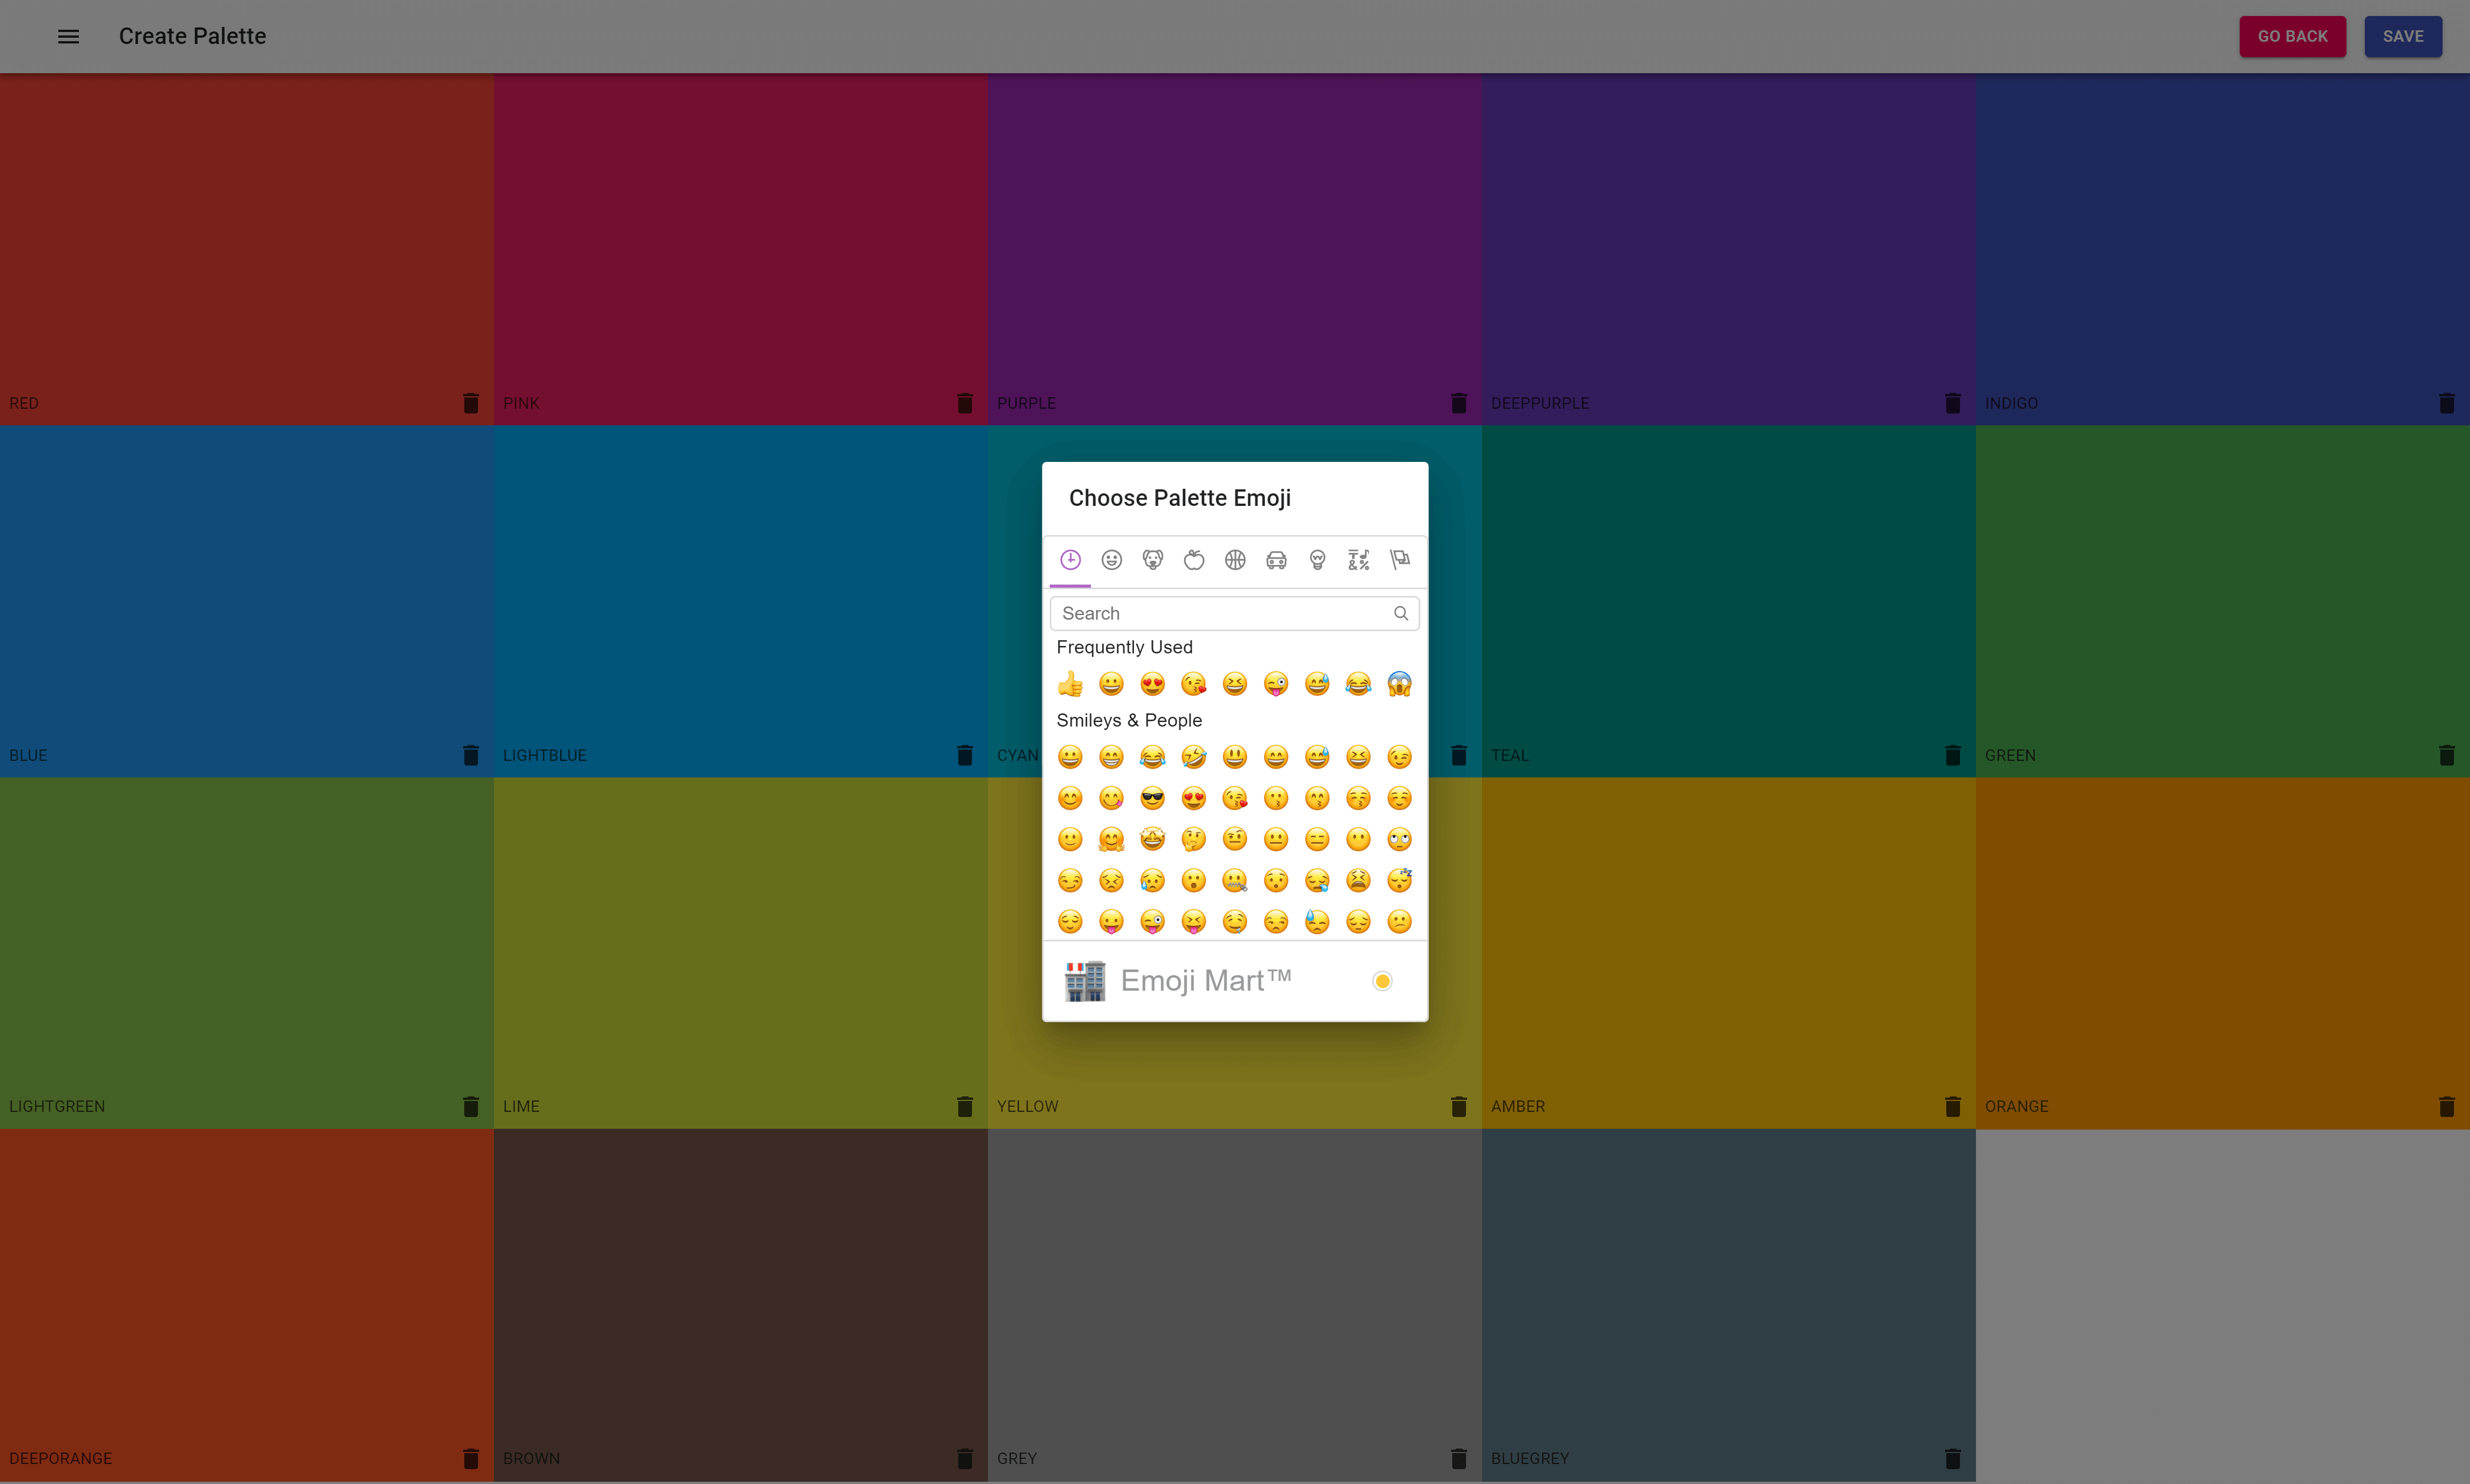 Create Palette
GO BACK
SAVE
RED
PINK
PURPLE
DEEPPURPLE
INDIGO
BLUE
LIGHTBLUE
CYAN
TEAL
GREEN
Choose Palette Emoji
Search
Frequently Used
Smileys & People
Emoji Mart™
LIGHTGREEN
LIME
YELLOW
AMBER
ORANGE
DEEPORANGE
BROWN
GREY
BLUEGREY